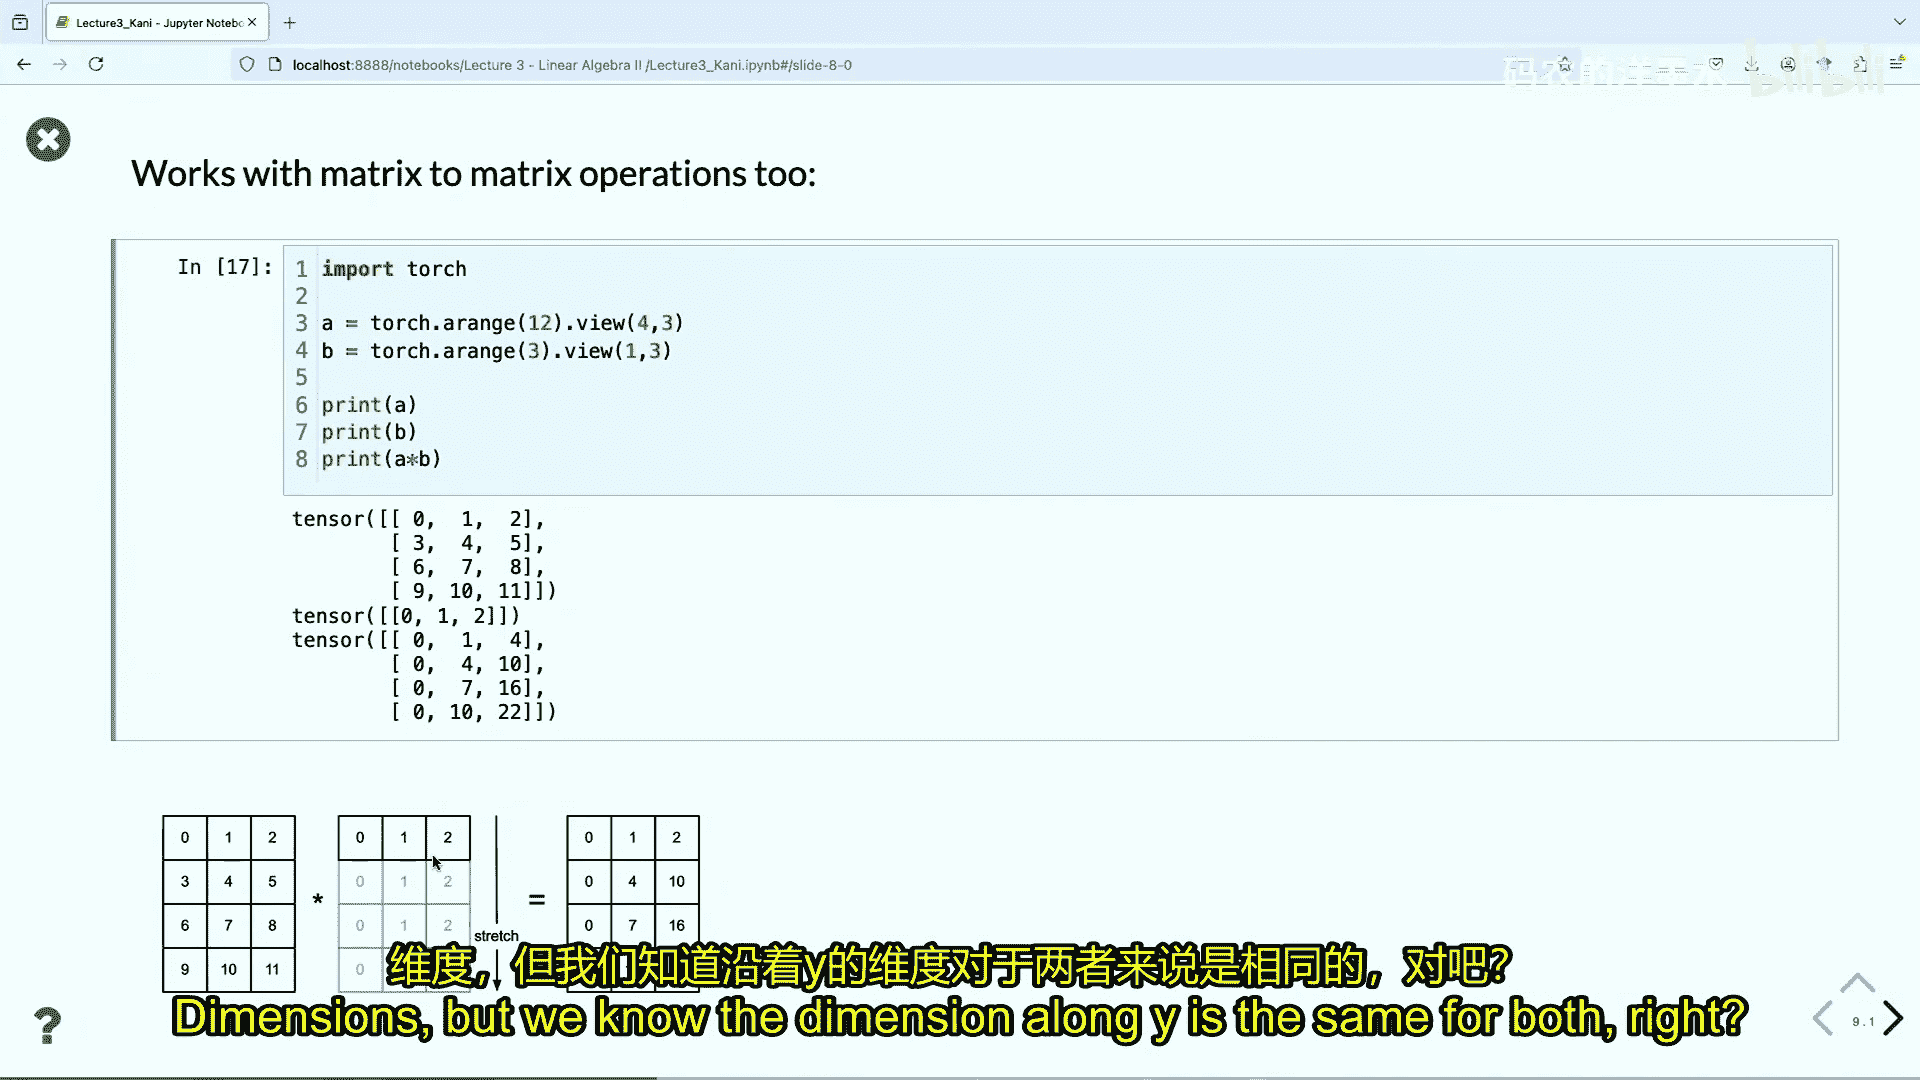 Lecture3_Kani - Jupyter Notebo
localhost:8888/notebooks/Lecture 3 - Linear Algebra II /Lecture3_Kani.ipynb#/slide-8-0
bilibili
Works with matrix to matrix operations too:
In [17]:
1 import torch
2
3 a = torch.arange(12).view(4,3)
4 b = torch.arange(3).view(1,3)
5
6 print(a)
7 print(b)
8 print(a*b)
tensor([[ 0, 1, 2],
[ 3, 4, 5],
[ 6, 7, 8],
[ 9, 10, 11]])
tensor([[0, 1, 2]])
tensor([[ 0, 1, 4],
[ 0, 4, 10],
[ 0, 7, 16],
[ 0, 10, 22]])
0 1 2 0 1 2 0 1 2
3 4 5 0 1 2 0 4 10
* =
6 7 8 0 1 2 0 7 16
stretch
9 10 11 0
维度，但我们知道沿着y的维度对于两者来说是相同的，对吧？
Dimensions, but we know the dimension along y is the same for both, right?
?
9.1